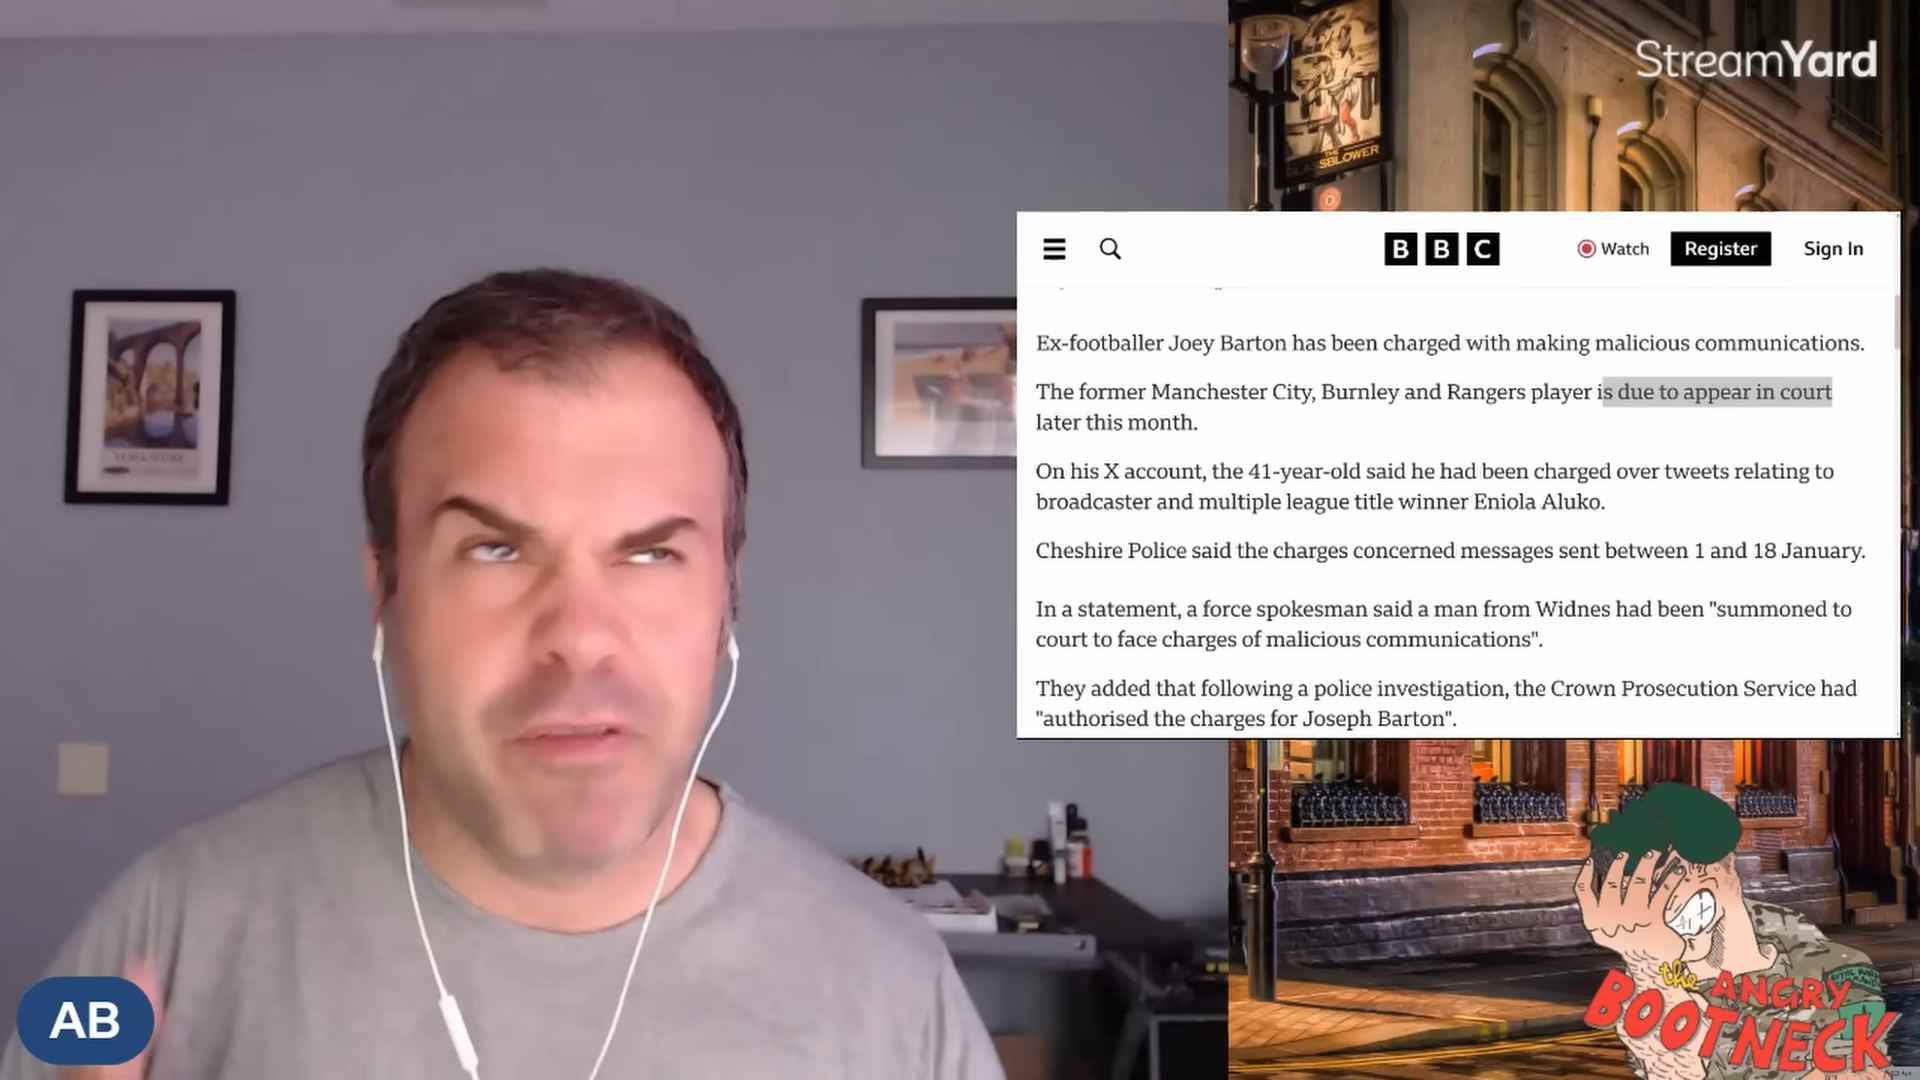 StreamYard
THE
SBLOWER
BBC
Watch
Register
Sign In
Ex-footballer Joey Barton has been charged with making malicious communications.
The former Manchester City, Burnley and Rangers player is due to appear in court
later this month.
On his X account, the 41-year-old said he had been charged over tweets relating to
broadcaster and multiple league title winner Eniola Aluko.
Cheshire Police said the charges concerned messages sent between 1 and 18 January.
In a statement, a force spokesman said a man from Widnes had been "summoned to
court to face charges of malicious communications".
They added that following a police investigation, the Crown Prosecution Service had
"authorised the charges for Joseph Barton".
YORKSHIRE
AB
the ANGRY
BOOTNECK